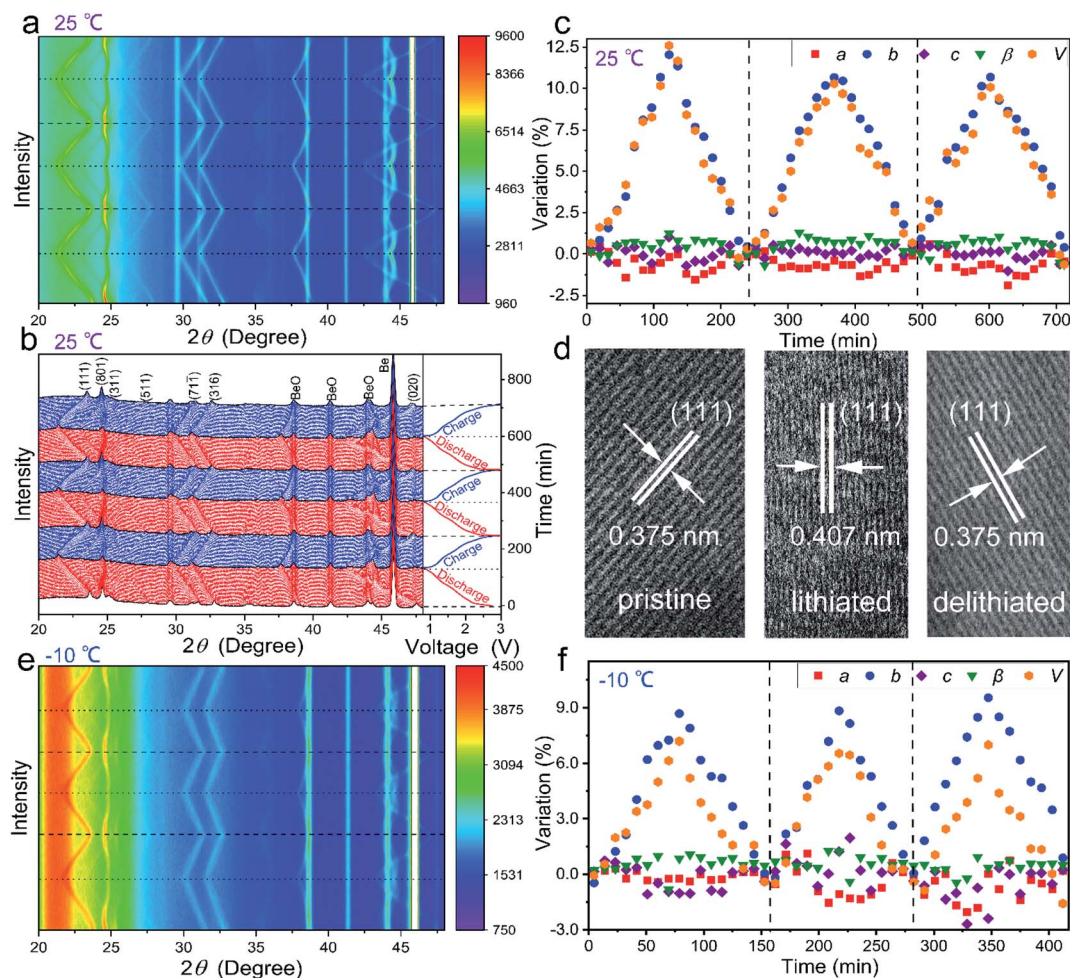 a 25 ℃
Intensity
9600
8366
6514
4663
2811
960
20 25 30 35 40 45
2θ (Degree)
c
25 ℃
a b c β V
Variation (%)
12.5
10.0
7.5
5.0
2.5
0.0
-2.5
0 100 200 300 400 500 600 700
Time (min)
b 25 ℃
Intensity
(111)
(801)
(311)
(511)
(711)
(316)
BeO
BeO
BeO
Be
(020)
Charge
Discharge
Charge
Discharge
Charge
Discharge
800
600
400
200
0
Time (min)
20 25 30 35 40 45 1 2 3
2θ (Degree) Voltage (V)
d
(111)
0.375 nm
pristine
(111)
0.407 nm
lithiated
(111)
0.375 nm
delithiated
e -10 ℃
Intensity
4500
3875
3094
2313
1531
750
20 25 30 35 40 45
2θ (Degree)
f
-10 ℃
a b c β V
Variation (%)
9.0
6.0
3.0
0.0
-3.0
0 50 100 150 200 250 300 350 400
Time (min)